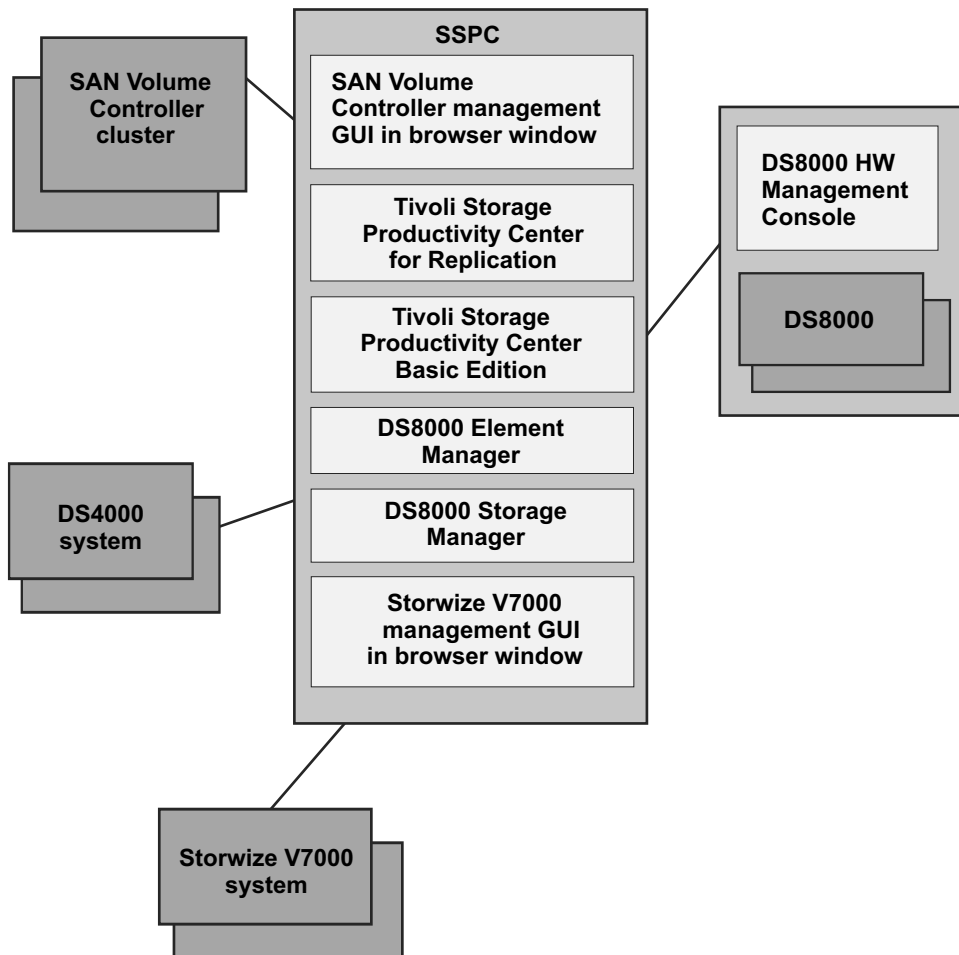 SSPC
SAN Volume
Controller
cluster
SAN Volume
Controller management
GUI in browser window
DS8000 HW
Management
Console
Tivoli Storage
Productivity Center
for Replication
Tivoli Storage
Productivity Center
Basic Edition
DS8000
DS8000 Element
Manager
DS4000
system
DS8000 Storage
Manager
Storwize V7000
management GUI
in browser window
Storwize V7000
system